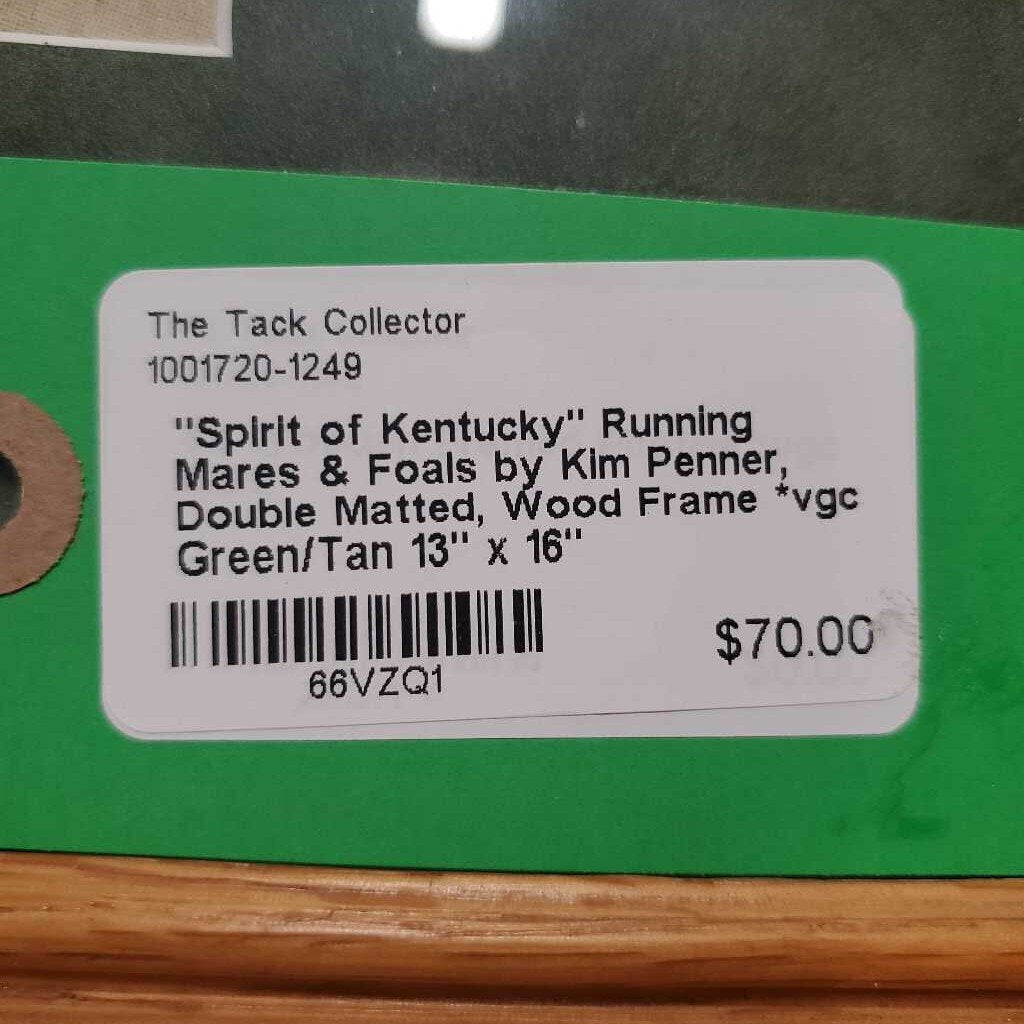 The Tack Collector
1001720-1249
"Spirit of Kentucky" Running
Mares & Foals by Kim Penner,
Double Matted, Wood Frame *vgc
Green/Tan 13" x 16"
$70.00
66VZQ1